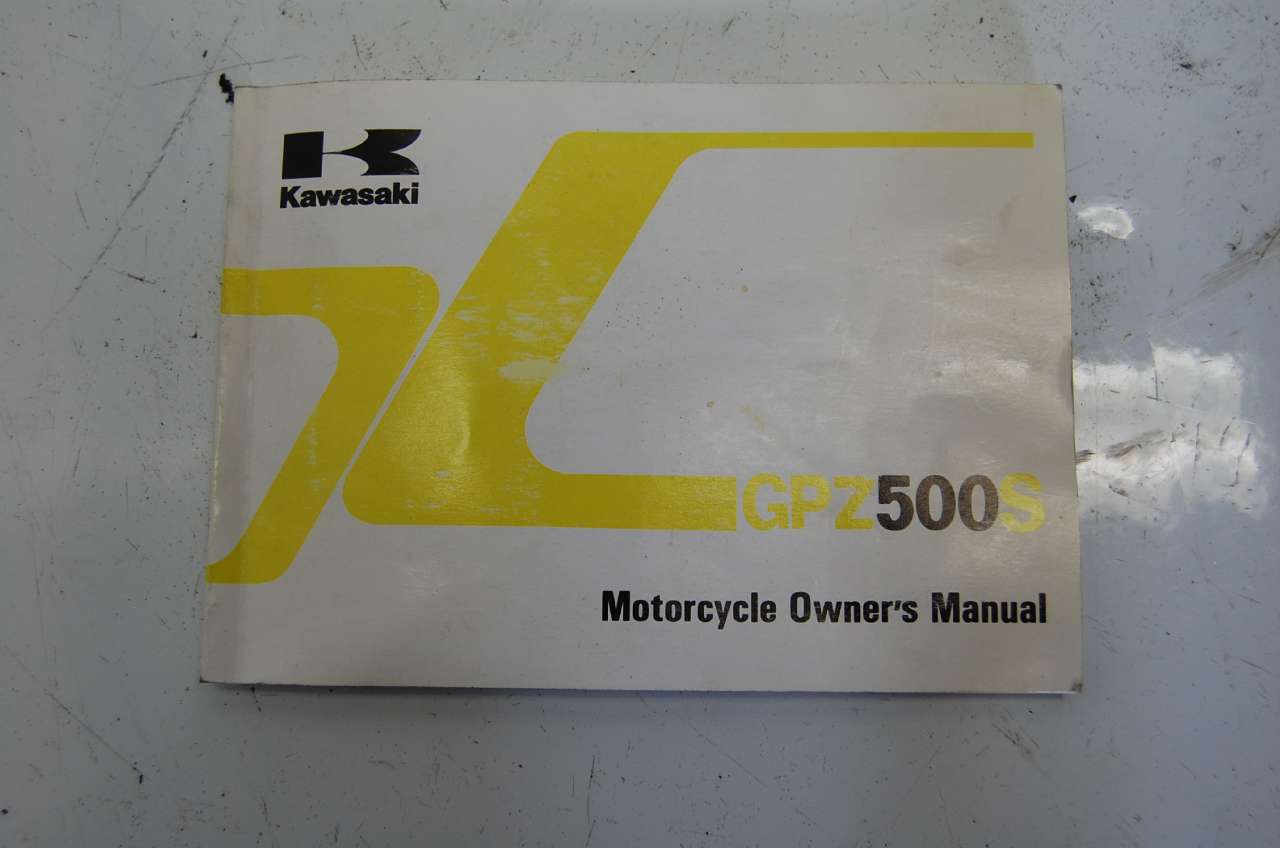 Kawasaki
GPZ500S
Motorcycle Owner's Manual